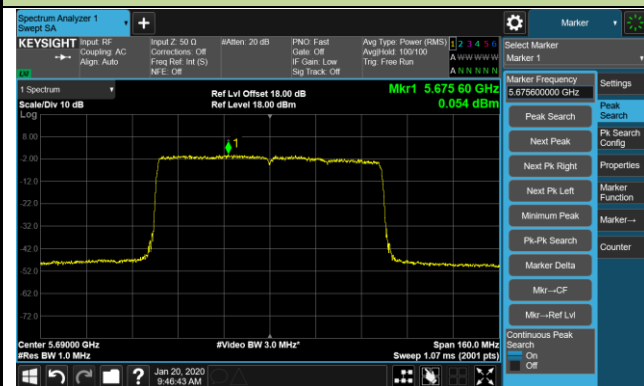 Spectrum Analyzer 1
Swept SA
Marker
KEYSIGHT
Input: RF
Coupling: AC
Align: Auto
Input Z: 50 Ω
Corrections: Off
Freq Ref: Int (S)
NFE: Off
#Atten: 20 dB
PNO: Fast
Gate: Off
IF Gain: Low
Sig Track: Off
Avg Type: Power (RMS)
Avg|Hold: 100/100
Trig: Free Run
1 2 3 4 5 6
A W W W W W
A N N N N N
LXI
Select Marker
Marker 1
1 Spectrum
Scale/Div 10 dB
Log
Ref Lvl Offset 18.00 dB
Ref Level 18.00 dBm
Mkr1 5.675 60 GHz
0.054 dBm
8.00
-2.00
-12.0
-22.0
-32.0
-42.0
-52.0
-62.0
-72.0
1
Center 5.69000 GHz
#Res BW 1.0 MHz
#Video BW 3.0 MHz*
Span 160.0 MHz
Sweep 1.07 ms (2001 pts)
Marker Frequency
5.675600000 GHz
Peak Search
Next Peak
Next Pk Right
Next Pk Left
Minimum Peak
Pk-Pk Search
Marker Delta
Mkr→CF
Mkr→Ref Lvl
Continuous Peak
Search
On
Off
Settings
Peak
Search
Pk Search
Config
Properties
Marker
Function
Marker→
Counter
?
Jan 20, 2020
9:46:43 AM